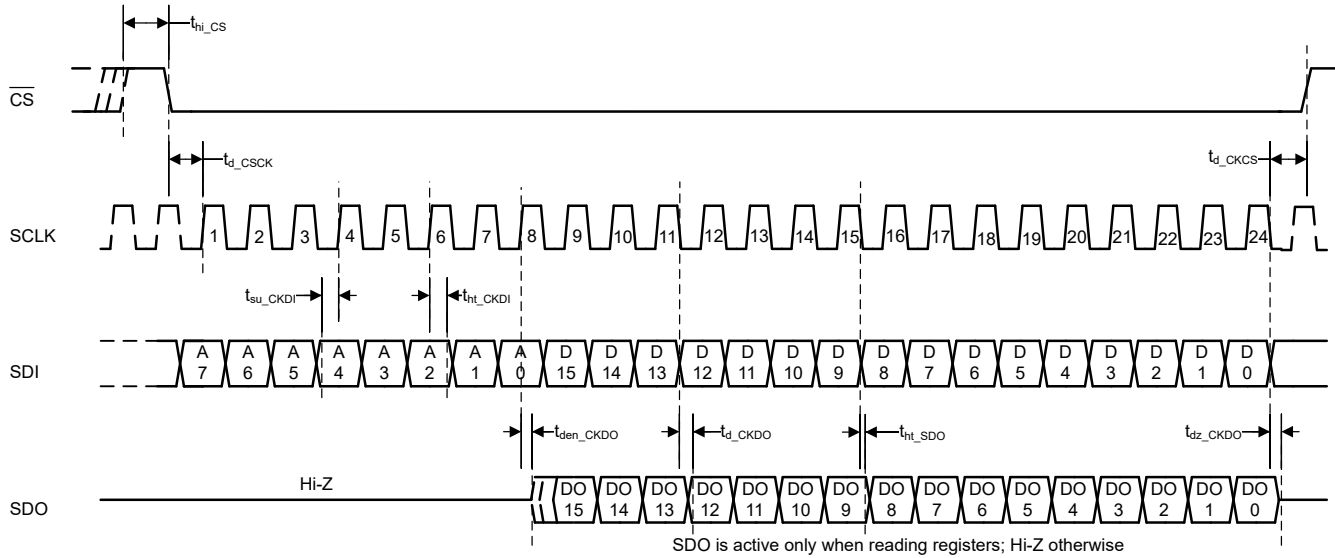 t_hi_CS
CS
t_d_CSCK t_d_CKCS
SCLK 1 2 3 4 5 6 7 8 9 10 11 12 13 14 15 16 17 18 19 20 21 22 23 24
t_su_CKDI t_ht_CKDI
SDI A7 A6 A5 A4 A3 A2 A1 A0 D15 D14 D13 D12 D11 D10 D9 D8 D7 D6 D5 D4 D3 D2 D1 D0
t_den_CKDO t_d_CKDO t_ht_SDO t_dz_CKDO
Hi-Z
SDO DO15 DO14 DO13 DO12 DO11 DO10 DO9 DO8 DO7 DO6 DO5 DO4 DO3 DO2 DO1 DO0
SDO is active only when reading registers; Hi-Z otherwise